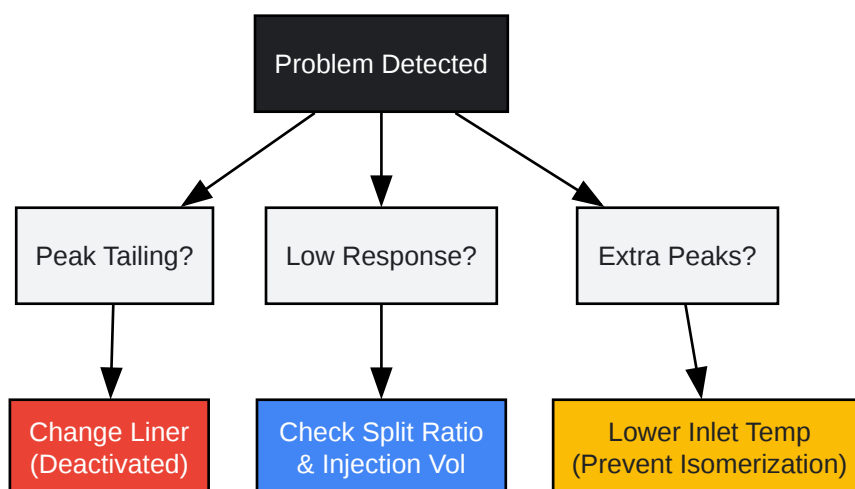 Problem Detected
Peak Tailing?
Low Response?
Extra Peaks?
Change Liner
(Deactivated)
Check Split Ratio
& Injection Vol
Lower Inlet Temp
(Prevent Isomerization)